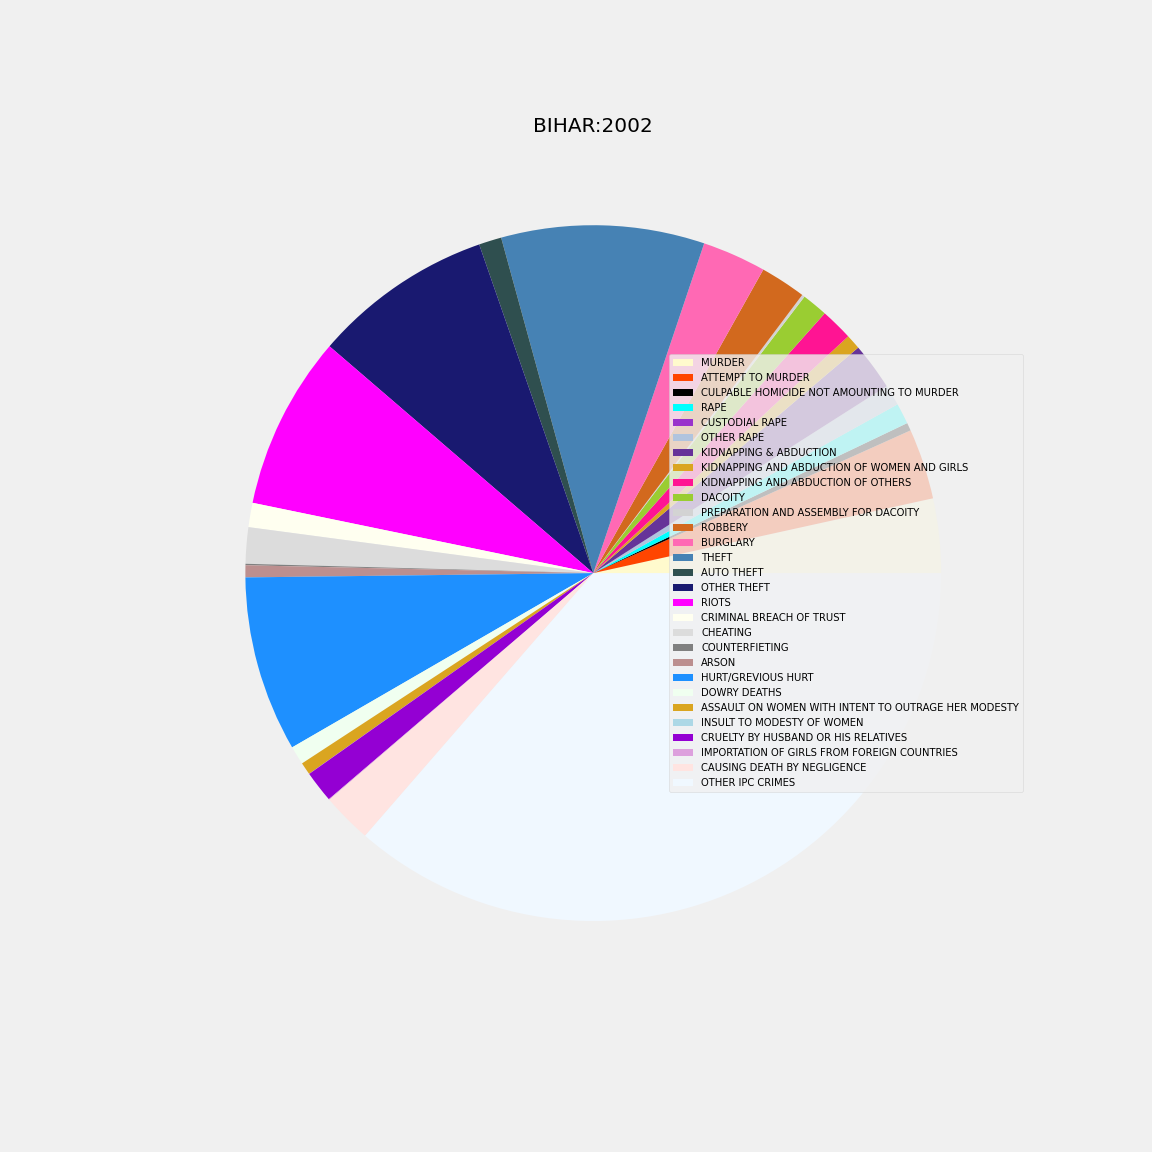 BIHAR:2002
MURDER
ATTEMPT TO MURDER
CULPABLE HOMICIDE NOT AMOUNTING TO MURDER
RAPE
CUSTODIAL RAPE
OTHER RAPE
KIDNAPPING & ABDUCTION
KIDNAPPING AND ABDUCTION OF WOMEN AND GIRLS
KIDNAPPING AND ABDUCTION OF OTHERS
DACOITY
PREPARATION AND ASSEMBLY FOR DACOITY
ROBBERY
BURGLARY
THEFT
AUTO THEFT
OTHER THEFT
RIOTS
CRIMINAL BREACH OF TRUST
CHEATING
COUNTERFIETING
ARSON
HURT/GREVIOUS HURT
DOWRY DEATHS
ASSAULT ON WOMEN WITH INTENT TO OUTRAGE HER MODESTY
INSULT TO MODESTY OF WOMEN
CRUELTY BY HUSBAND OR HIS RELATIVES
IMPORTATION OF GIRLS FROM FOREIGN COUNTRIES
CAUSING DEATH BY NEGLIGENCE
OTHER IPC CRIMES